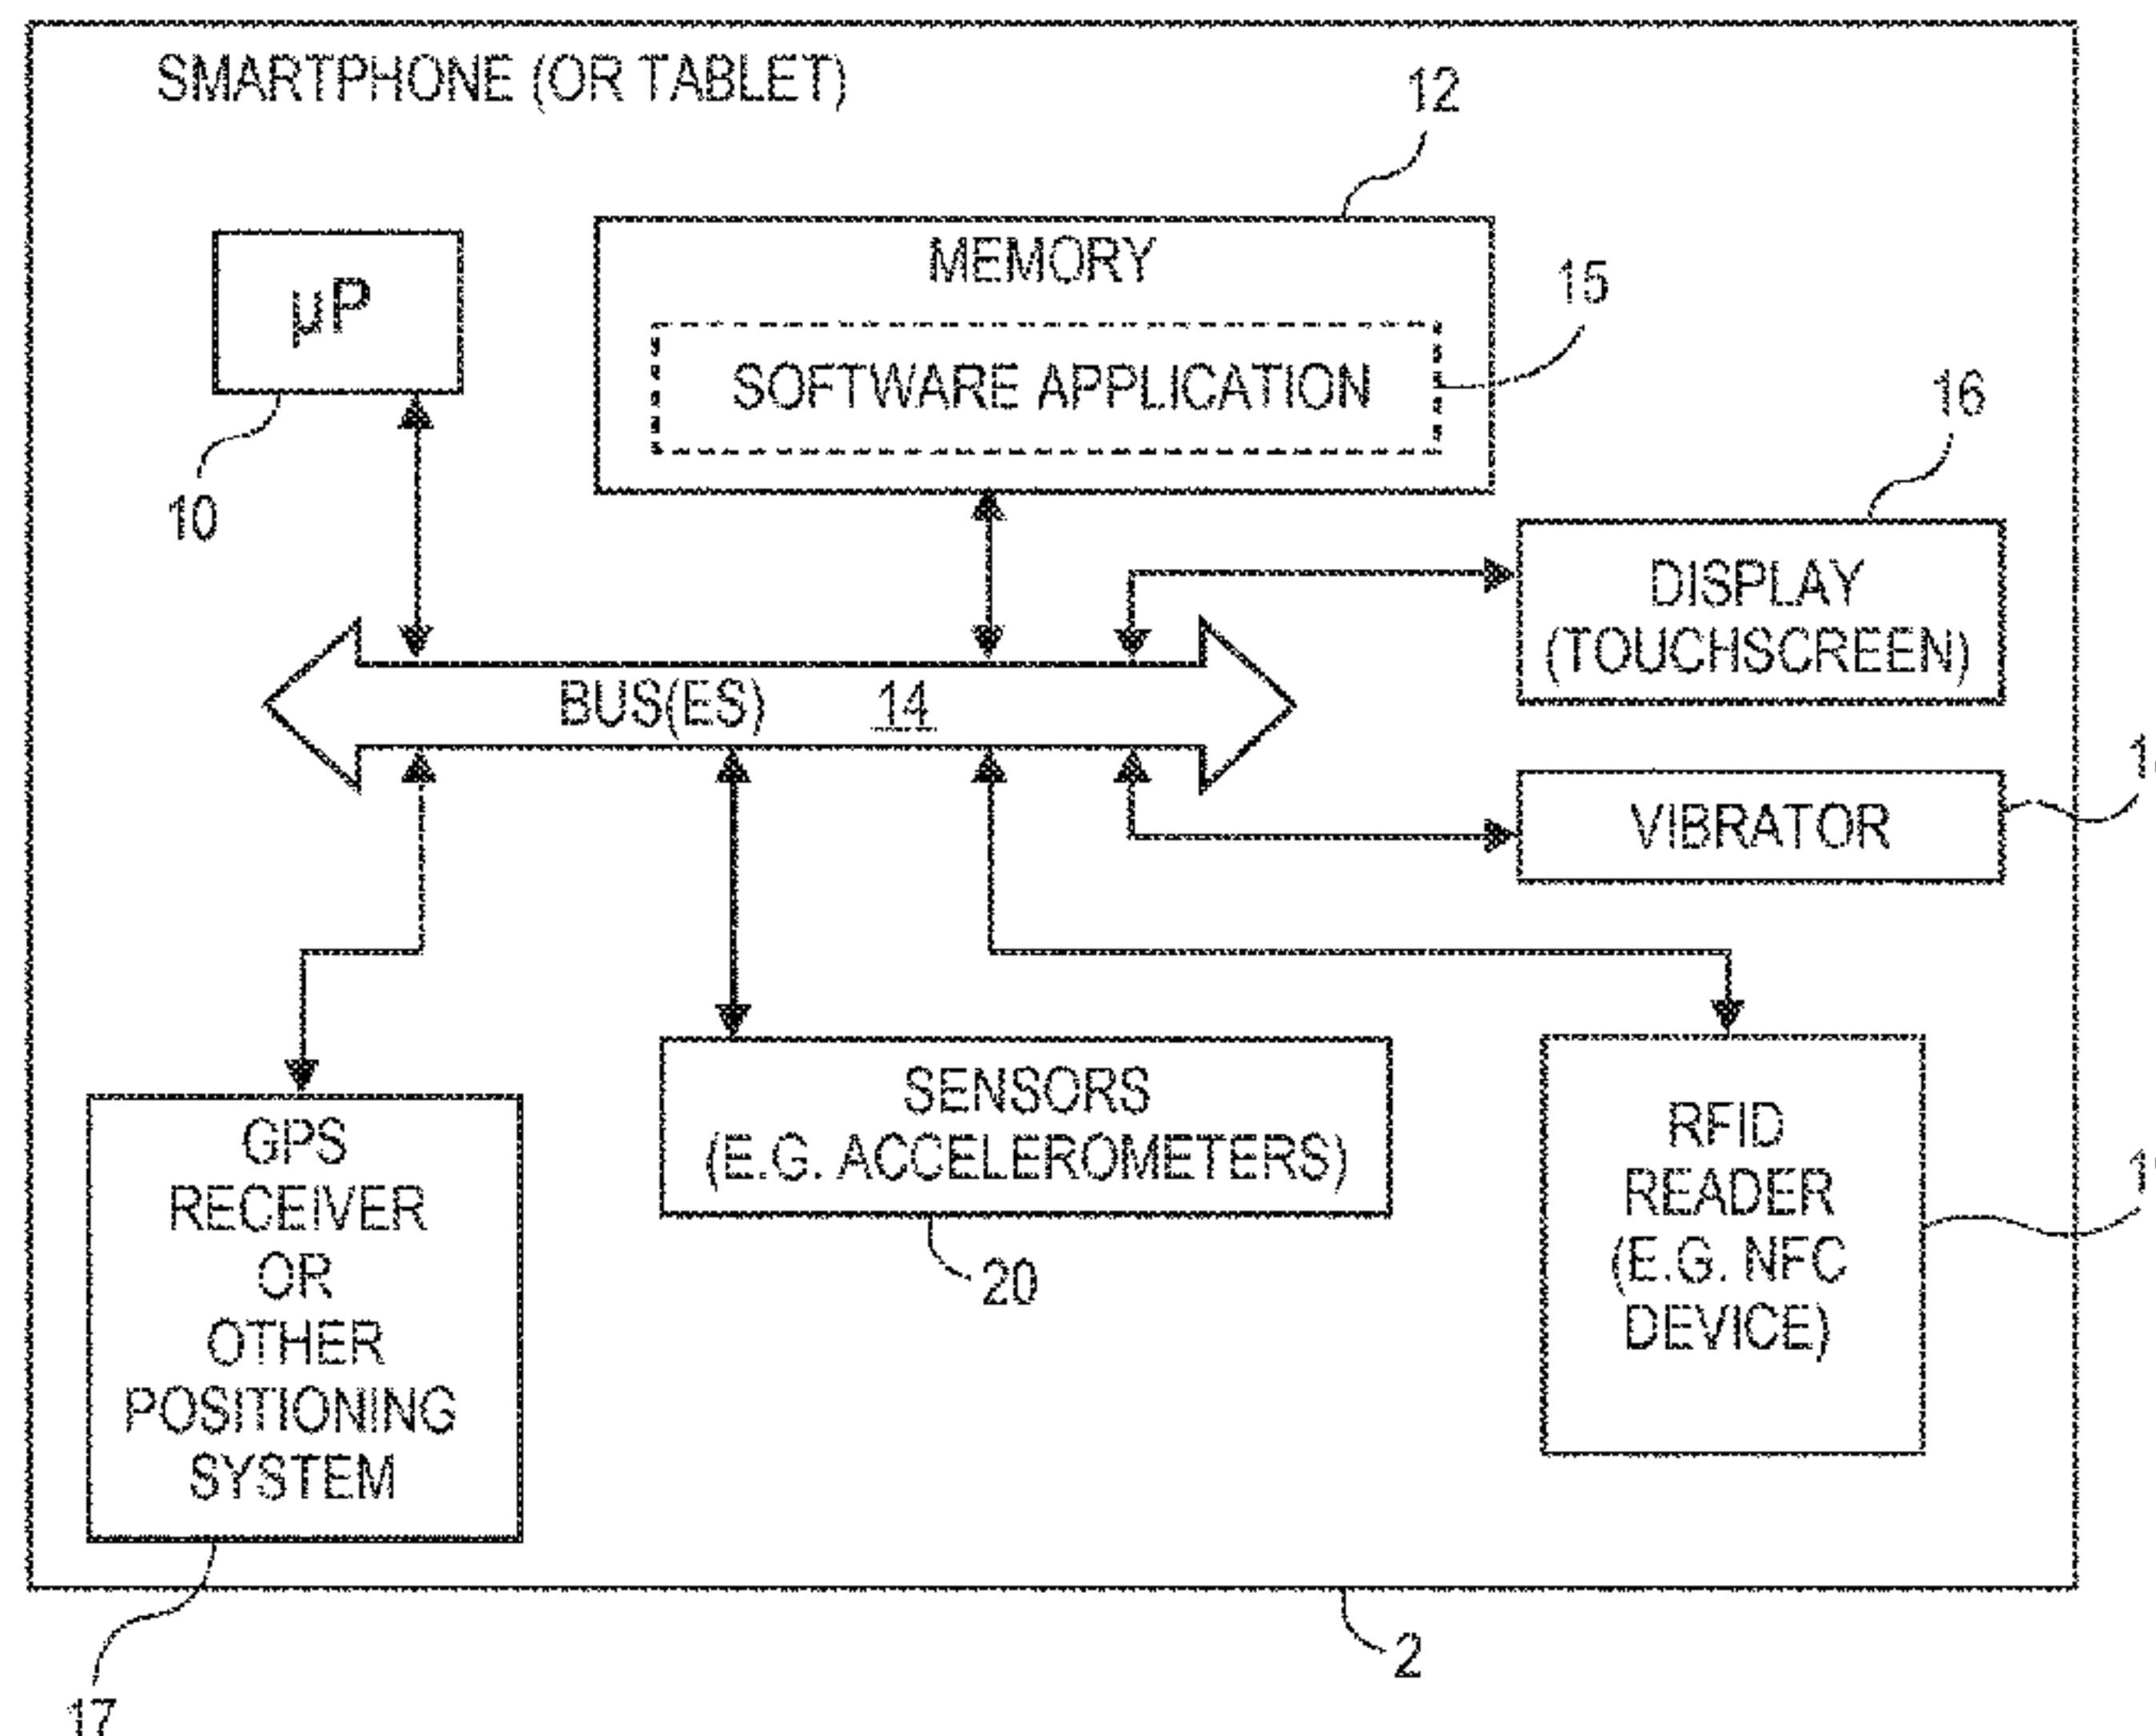 SMARTPHONE (OR TABLET)
12
µP
MEMORY
15
SOFTWARE APPLICATION
16
10
DISPLAY
(TOUCHSCREEN)
BUS(ES) 14
VIBRATOR
SENSORS
(E.G. ACCELEROMETERS)
20
GPS
RECEIVER
OR
OTHER
POSITIONING
SYSTEM
RFID
READER
(E.G. NFC
DEVICE)
2
17